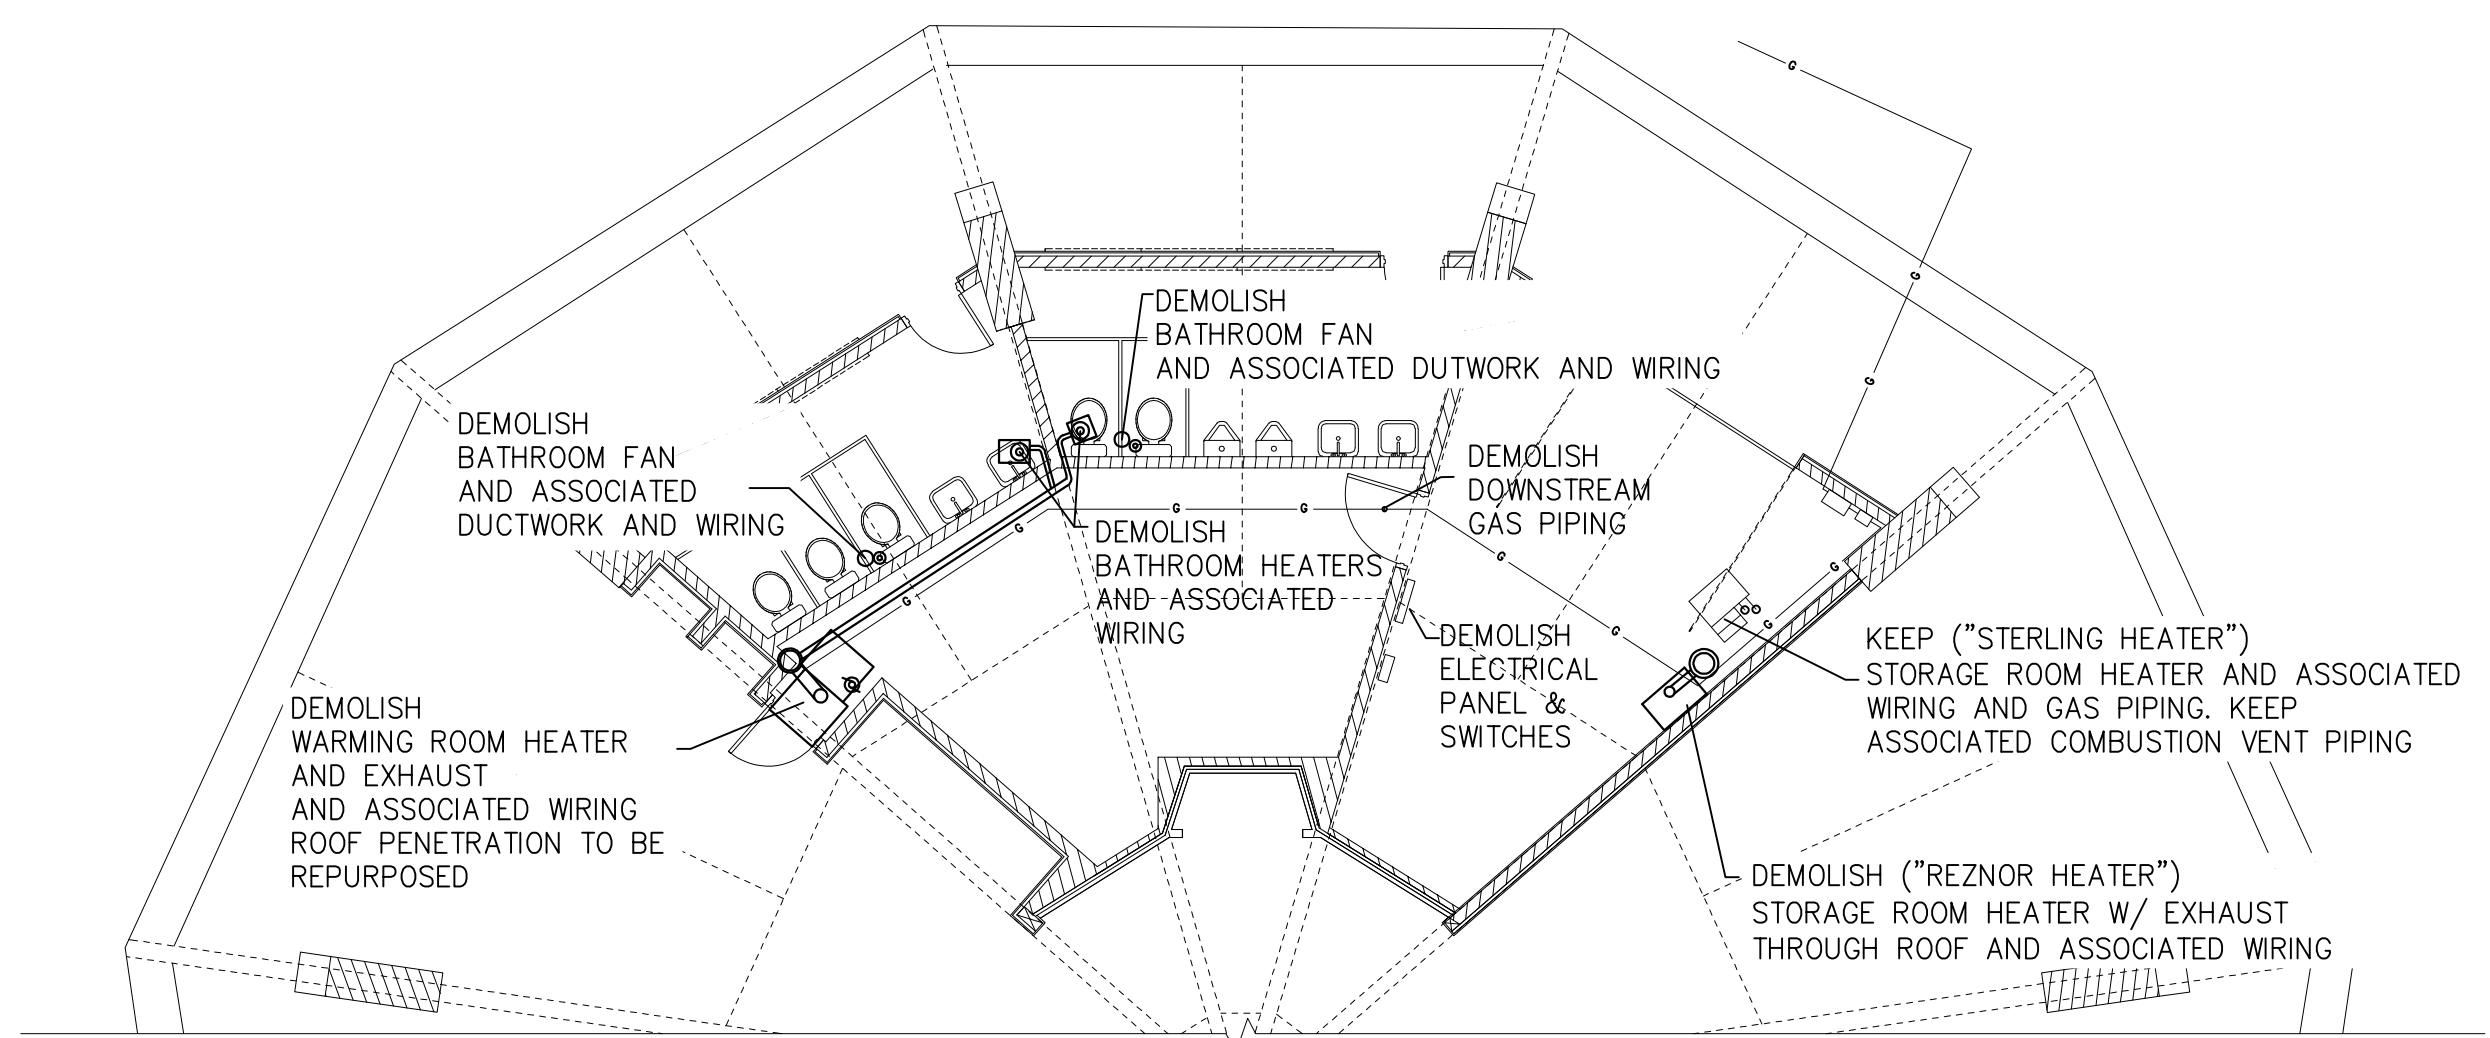 G
G
G
DEMOLISH
BATHROOM FAN
AND ASSOCIATED DUTWORK AND WIRING
DEMOLISH
BATHROOM FAN
AND ASSOCIATED
DUCTWORK AND WIRING
DEMOLISH
DOWNSTREAM
GAS PIPING
G
G
G
G
G
G
G
G
DEMOLISH
BATHROOM HEATERS
AND ASSOCIATED
WIRING
DEMOLISH
ELECTRICAL
PANEL &
SWITCHES
KEEP ("STERLING HEATER")
STORAGE ROOM HEATER AND ASSOCIATED
WIRING AND GAS PIPING. KEEP
ASSOCIATED COMBUSTION VENT PIPING
DEMOLISH
WARMING ROOM HEATER
AND EXHAUST
AND ASSOCIATED WIRING
ROOF PENETRATION TO BE
REPURPOSED
DEMOLISH ("REZNOR HEATER")
STORAGE ROOM HEATER W/ EXHAUST
THROUGH ROOF AND ASSOCIATED WIRING